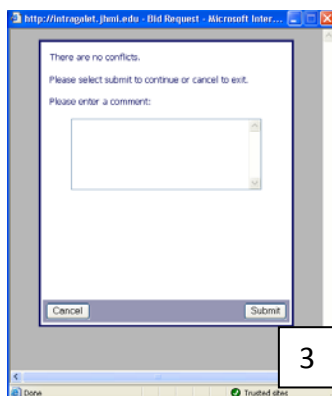 http://intragalet.jhmi.edu - Bid Request - Microsoft Inter...
There are no conflicts.
Please select submit to continue or cancel to exit.
Please enter a comment:
Cancel
Submit
3
Done
Trusted sites